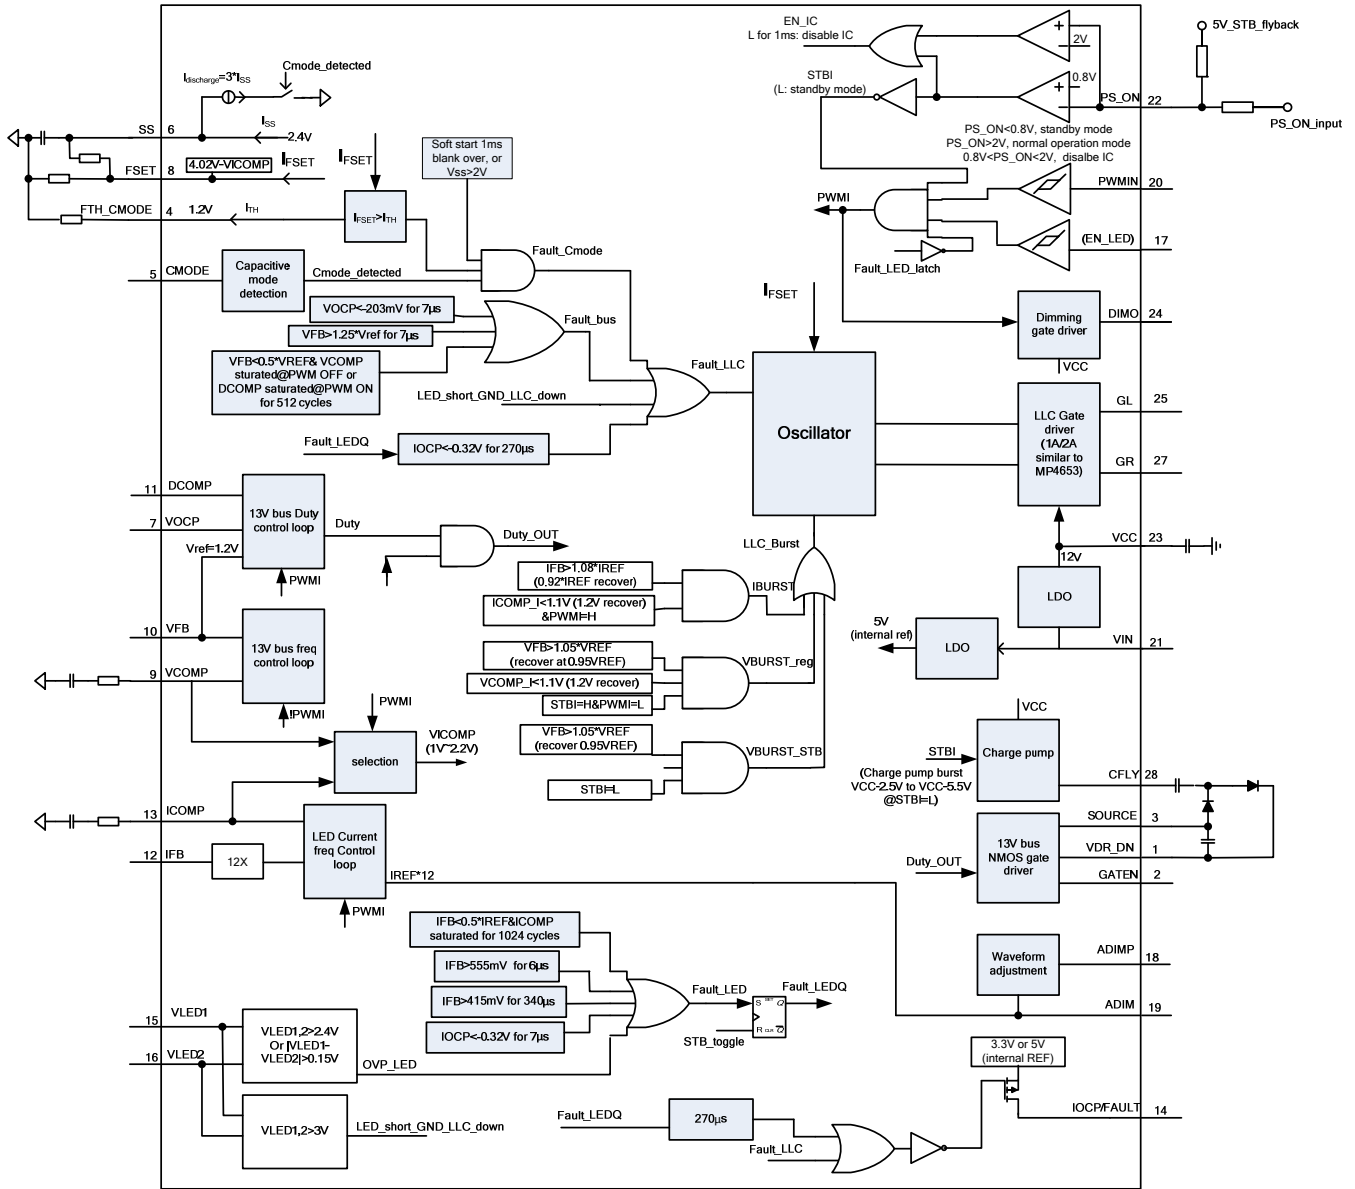 EN_IC
L for 1ms: disable IC
2V
5V_STB_flyback
STBI
(L: standby mode)
0.8V
PS_ON 22
PS_ON_input
PS_ON<0.8V, standby mode
PS_ON>2V, normal operation mode
0.8V<PS_ON<2V, disalbe IC
Idischarge=3*ISS
Cmode_detected
SS 6
ISS
2.4V
FSET 8
4.02V-VICOMP
IFSET
FTH_CMODE 4
1.2V
ITH
IFSET
IFSET>ITH
Soft start 1ms
blank over, or
Vss>2V
PWMI
PWMIN 20
(EN_LED) 17
Fault_LED_latch
5 CMODE
Capacitive
mode
detection
Cmode_detected
Fault_Cmode
VOCP<-203mV for 7µs
VFB>1.25*Vref for 7µs
Fault_bus
VFB<0.5*VREF& VCOMP
sturated@PWM OFF or
DCOMP saturated@PWM ON
for 512 cycles
LED_short_GND_LLC_down
Fault_LEDQ
IOCP<-0.32V for 270µs
Fault_LLC
IFSET
Oscillator
Dimming
gate driver
DIMO 24
VCC
LLC Gate
driver
(1A/2A
similar to
MP4653)
GL 25
GR 27
VCC 23
12V
LDO
VIN 21
5V
(internal ref)
LDO
11 DCOMP
7 VOCP
Vref=1.2V
13V bus Duty
control loop
Duty
Duty_OUT
PWMI
10 VFB
9 VCOMP
13V bus freq
control loop
!PWMI
PWMI
selection
VICOMP
(1V~2.2V)
LLC_Burst
IFB>1.08*IREF
(0.92*IREF recover)
ICOMP_I<1.1V (1.2V recover)
&PWMI=H
IBURST
VFB>1.05*VREF
(recover at 0.95VREF)
VCOMP_I<1.1V (1.2V recover)
STBI=H&PWMI=L
VBURST_reg
VFB>1.05*VREF
(recover 0.95VREF)
STBI=L
VBURST_STB
VCC
STBI
Charge pump
(Charge pump burst
VCC-2.5V to VCC-5.5V
@STBI=L)
CFLY 28
SOURCE 3
13V bus
NMOS gate
driver
Duty_OUT
VDR_DN 1
GATEN 2
13 ICOMP
12 IFB
12X
LED Current
freq Control
loop
IREF*12
PWMI
IFB<0.5*IREF&ICOMP
saturated for 1024 cycles
IFB>555mV for 6µs
IFB>415mV for 340µs
IOCP<-0.32V for 7µs
Fault_LED
S SET Q
R CLR Q
Fault_LEDQ
STB_toggle
Waveform
adjustment
ADIMP 18
ADIM 19
15 VLED1
16 VLED2
VLED1,2>2.4V
Or |VLED1-
VLED2|>0.15V
OVP_LED
VLED1,2>3V
LED_short_GND_LLC_down
3.3V or 5V
(internal REF)
IOCP/FAULT 14
Fault_LEDQ
270µs
Fault_LLC